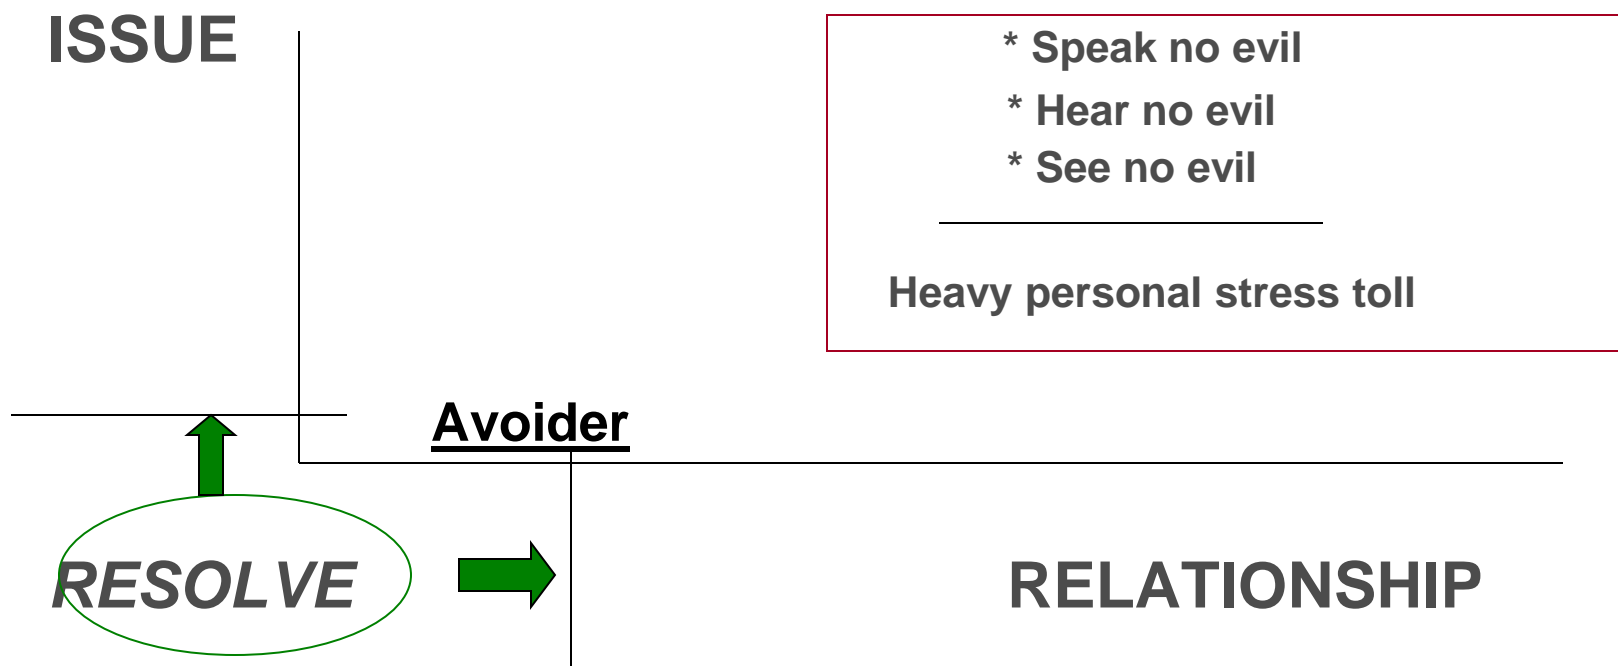 ISSUE
* Speak no evil
* Hear no evil
* See no evil
Heavy personal stress toll
Avoider
RESOLVE
RELATIONSHIP